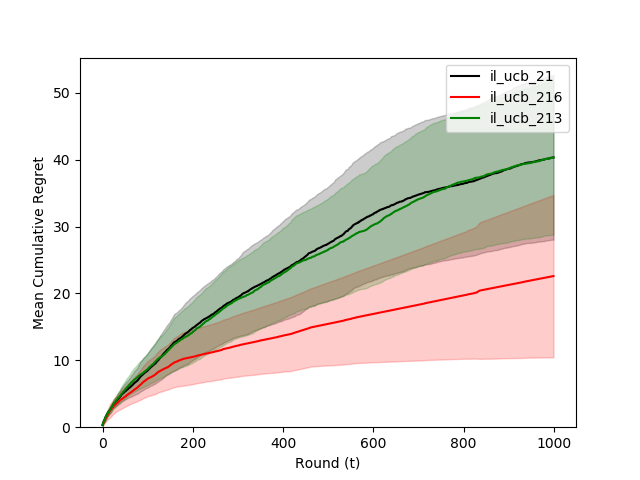 il_ucb_21
il_ucb_216
il_ucb_213
50
40
30
20
10
0
Mean Cumulative Regret
0 200 400 600 800 1000
Round (t)